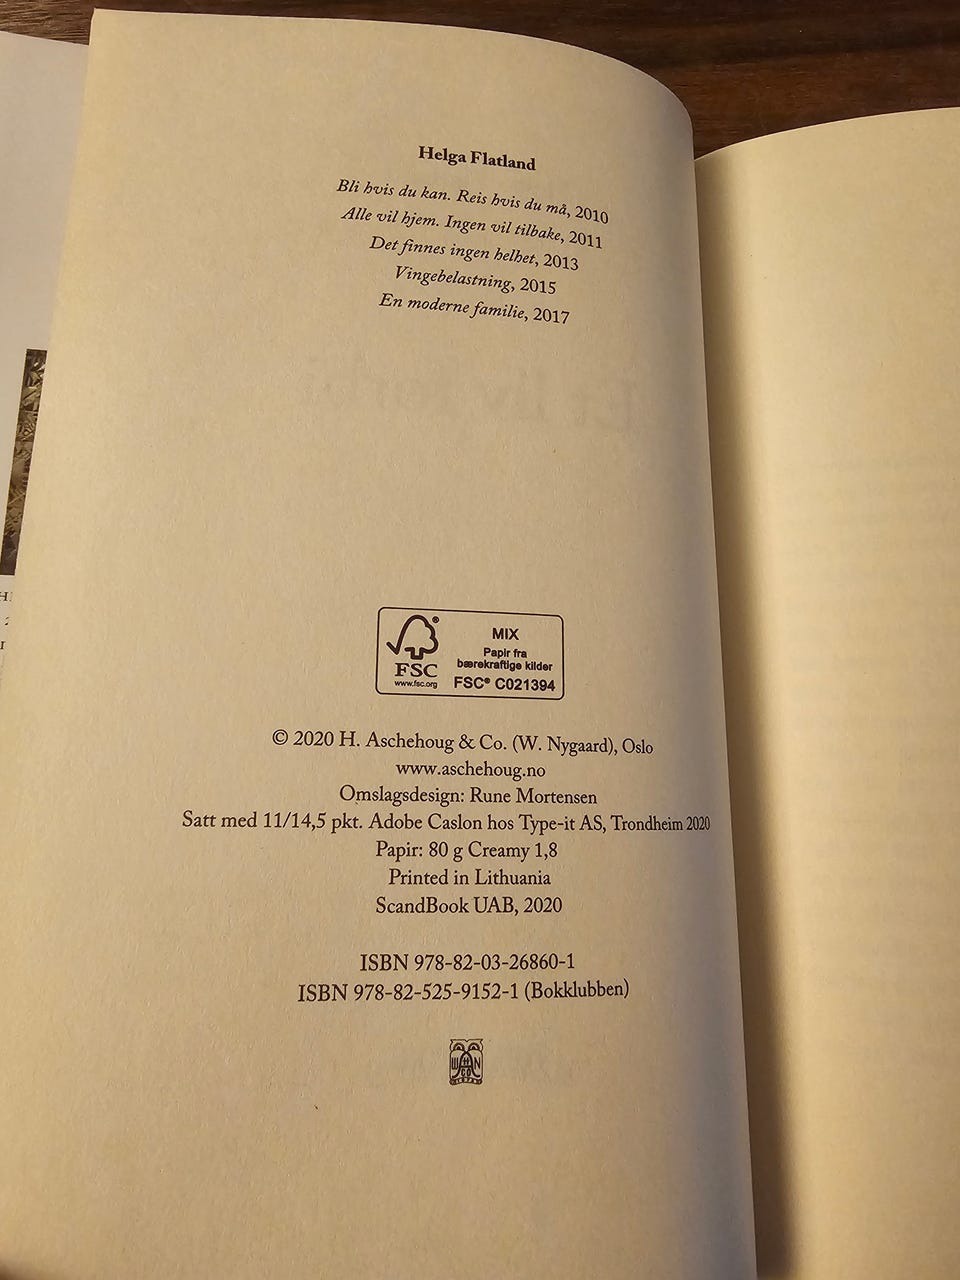 Helga Flatland
Bli hvis du kan. Reis hvis du må, 2010
Alle vil hjem. Ingen vil tilbake, 2011
Det finnes ingen helhet, 2013
Vingebelastning, 2015
En moderne familie, 2017
FSC®
www.fsc.org
MIX
Papir fra
bærekraftige kilder
FSC® C021394
© 2020 H. Aschehoug & Co. (W. Nygaard), Oslo
www.aschehoug.no
Omslagsdesign: Rune Mortensen
Satt med 11/14,5 pkt. Adobe Caslon hos Type-it AS, Trondheim 2020
Papir: 80 g Creamy 1,8
Printed in Lithuania
ScandBook UAB, 2020
ISBN 978-82-03-26860-1
ISBN 978-82-525-9152-1 (Bokklubben)